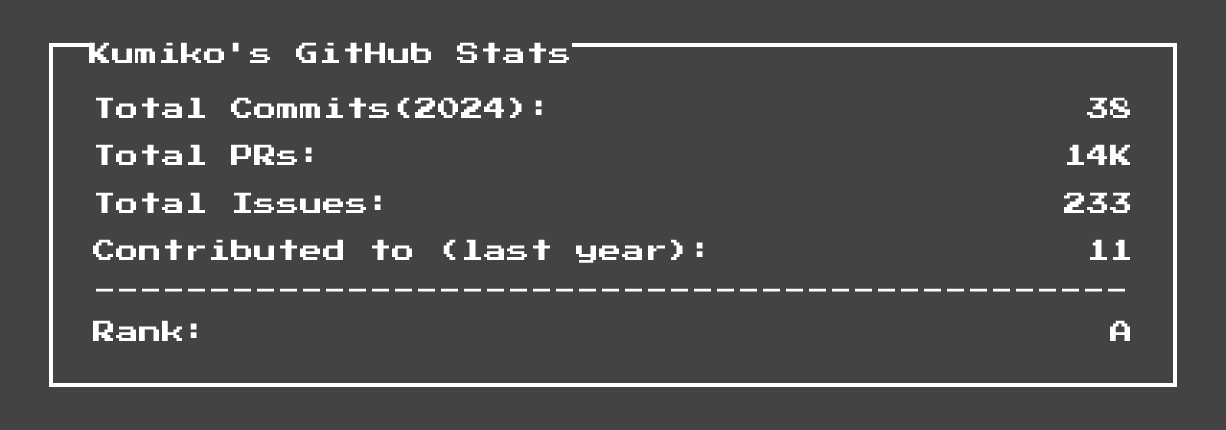 Kumiko's GitHub Stats
Total Commits(2024): 38
Total PRs: 14K
Total Issues: 233
Contributed to (last year): 11
---------------------------------------------
Rank: A